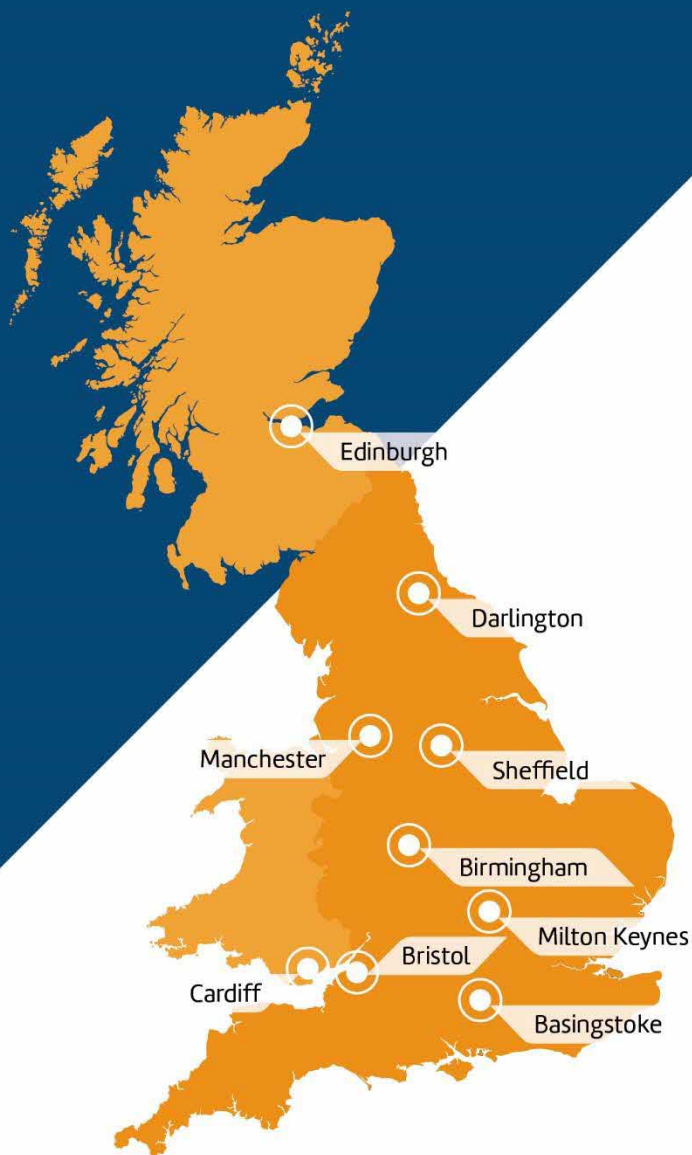 Edinburgh
Darlington
Manchester
Sheffield
Birmingham
Milton Keynes
Bristol
Cardiff
Basingstoke